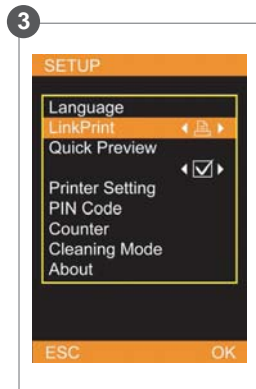 3
SETUP
Language
LinkPrint
Quick Preview
Printer Setting
PIN Code
Counter
Cleaning Mode
About
ESC OK